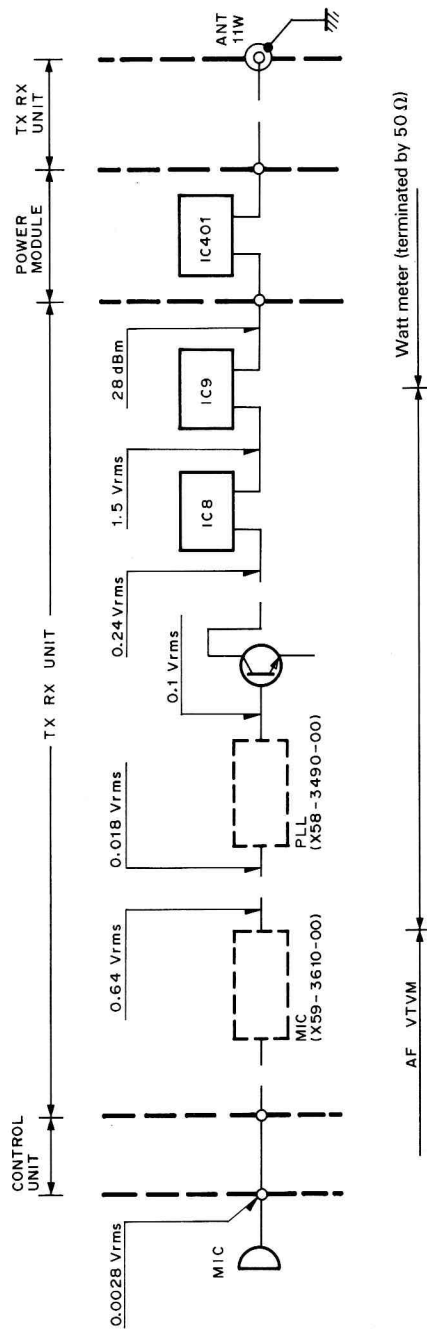 CONTROL
UNIT
TX RX UNIT
POWER
MODULE
TX RX
UNIT
0.0028 Vrms
0.64 Vrms
0.018 Vrms
0.1 Vrms
0.24 Vrms
1.5 Vrms
28 dBm
ANT
11W
IC8
IC9
IC401
MIC
MIC
(X59-3610-00)
PLL
(X58-3490-00)
AF VTVM
Watt meter (terminated by 50 Ω)